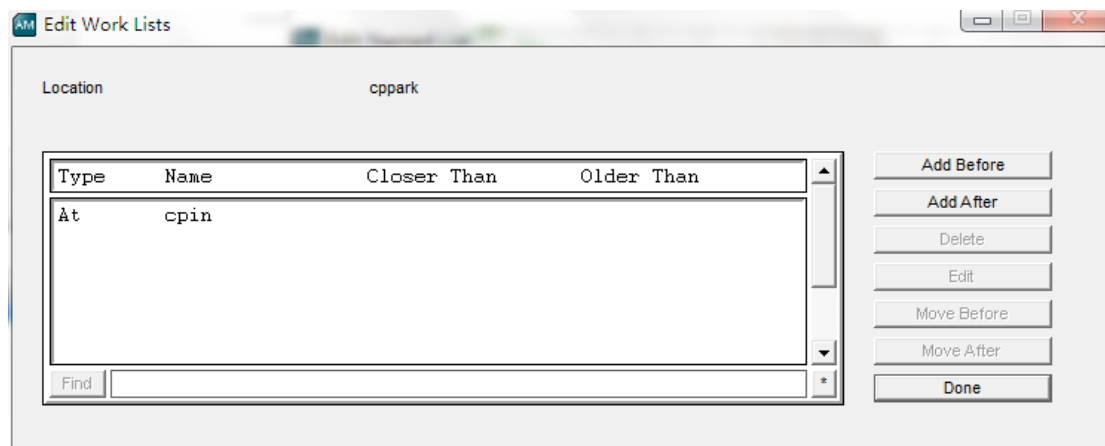 AM Edit Work Lists
Location cppark
Type Name Closer Than Older Than
At cpin
Find *
Add Before
Add After
Delete
Edit
Move Before
Move After
Done